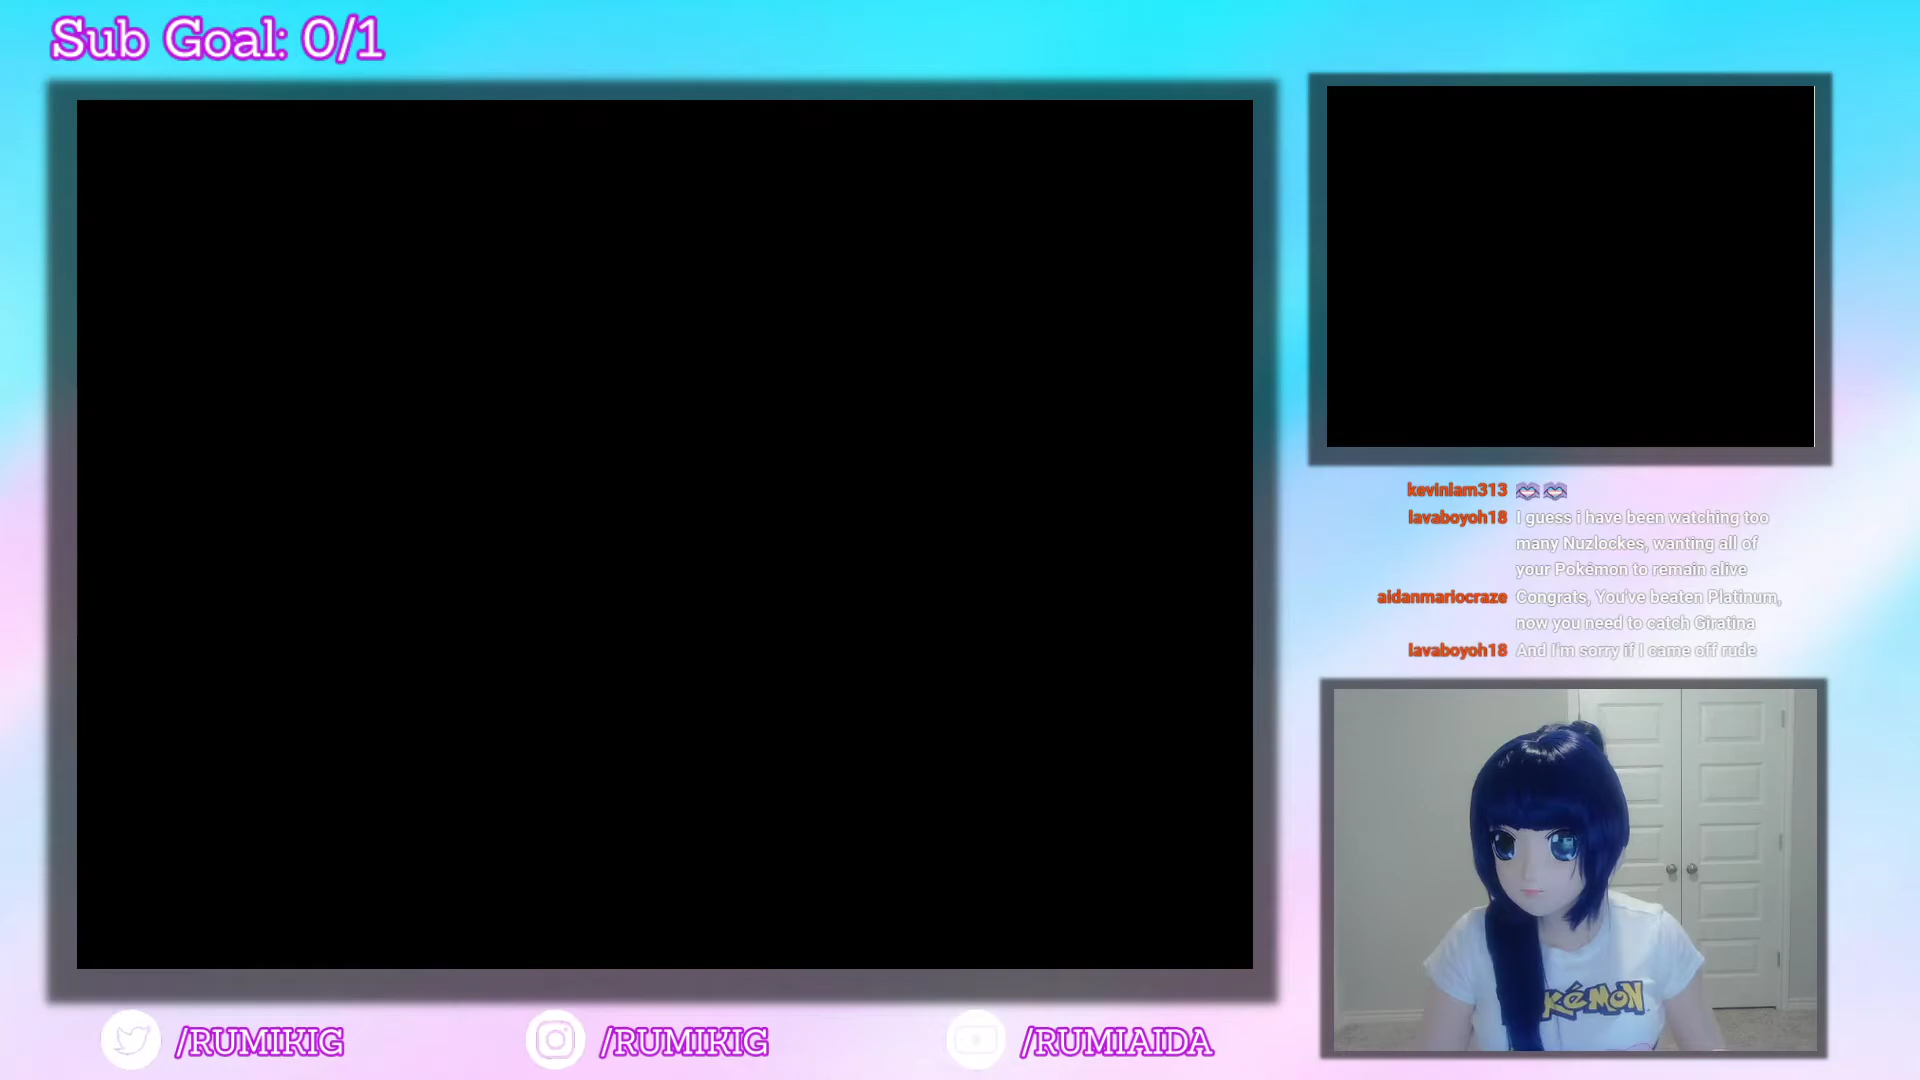 Sub Goal: 0/1
kevinlam313
lavaboyoh18 I guess i have been watching too
many Nuzlockes, wanting all of
your Pokémon to remain alive
aidanmariocraze Congrats, You've beaten Platinum,
now you need to catch Giratina
lavaboyoh18 And I'm sorry if I came off rude
KéMON
/RUMIKIG
/RUMIKIG
/RUMIAIDA